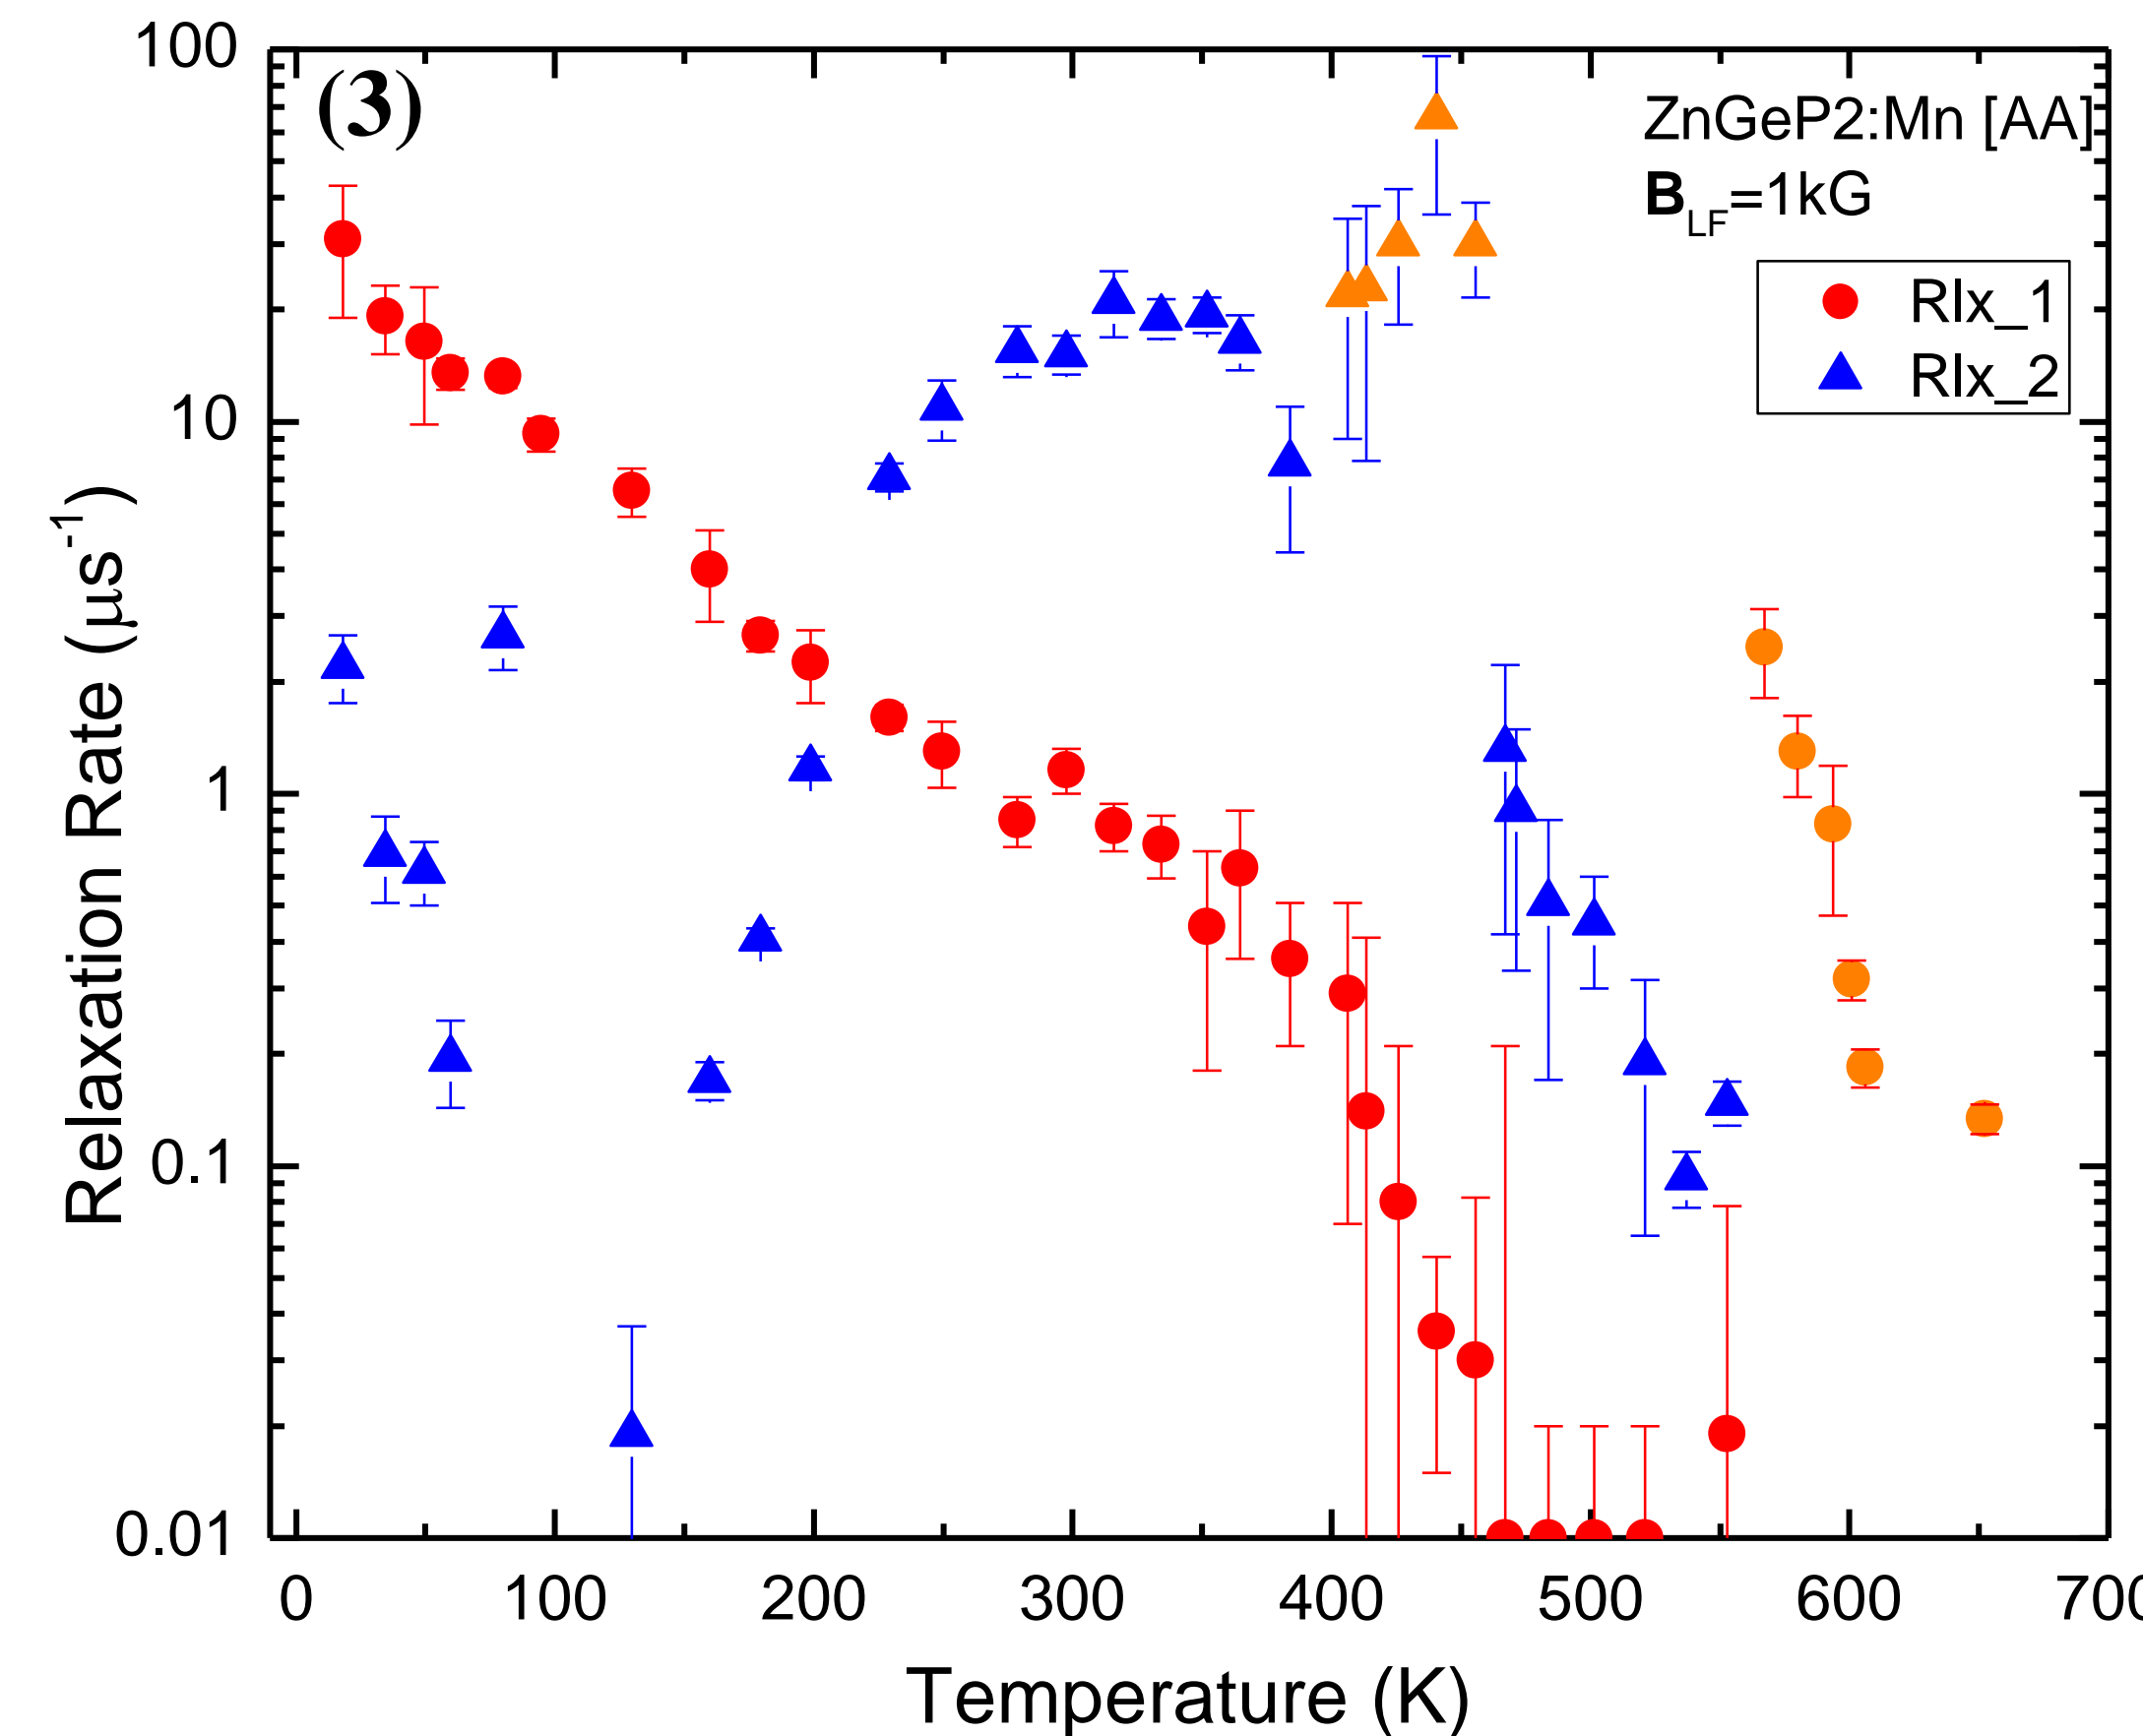 (3)
ZnGeP2:Mn [AA]
B_LF=1kG
Rlx_1
Rlx_2
Relaxation Rate (μs⁻¹)
100
10
1
0.1
0.01
0 100 200 300 400 500 600 700
Temperature (K)